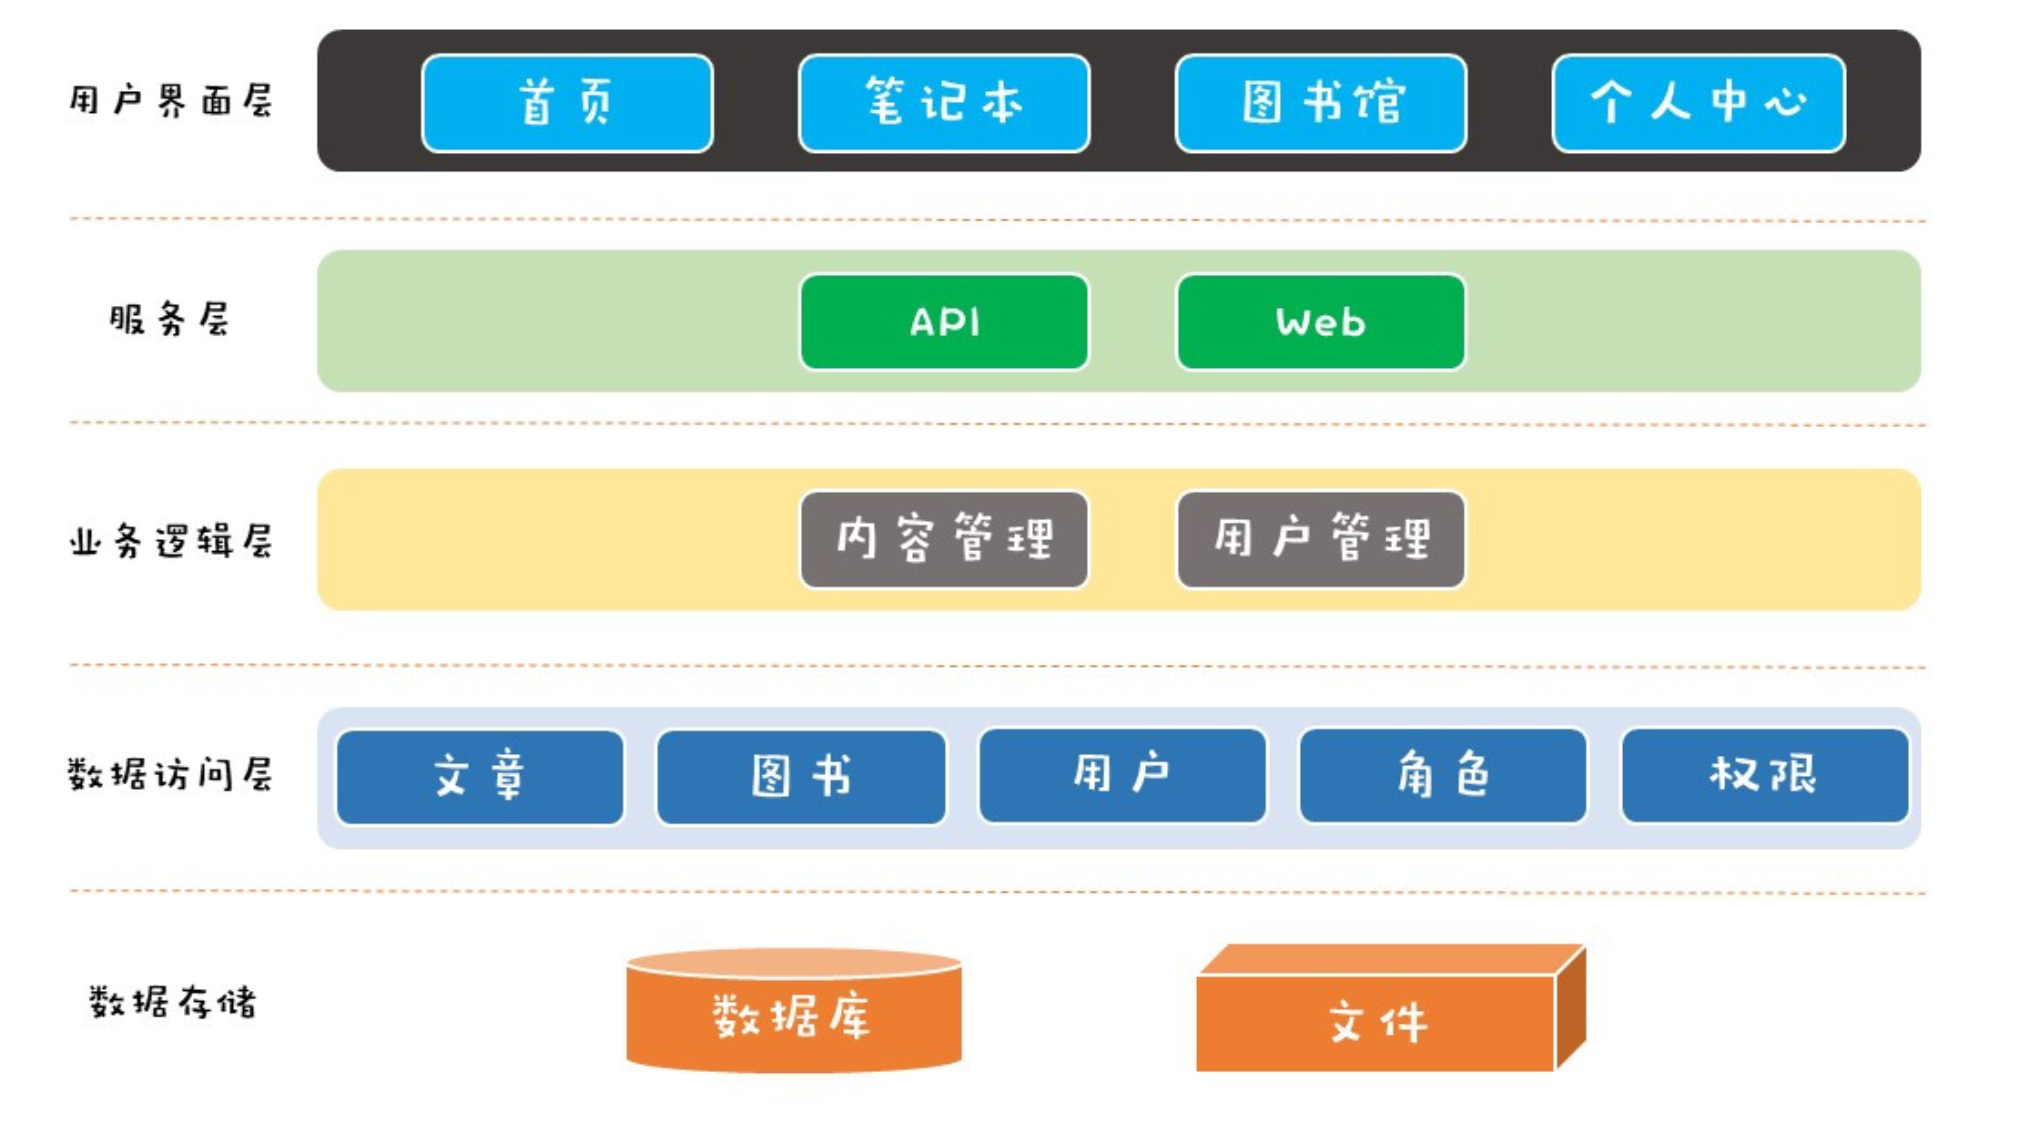 用户界面层
首页
笔记本
图书馆
个人中心
服务层
API
Web
业务逻辑层
内容管理
用户管理
数据访问层
文章
图书
用户
角色
权限
数据存储
数据库
文件